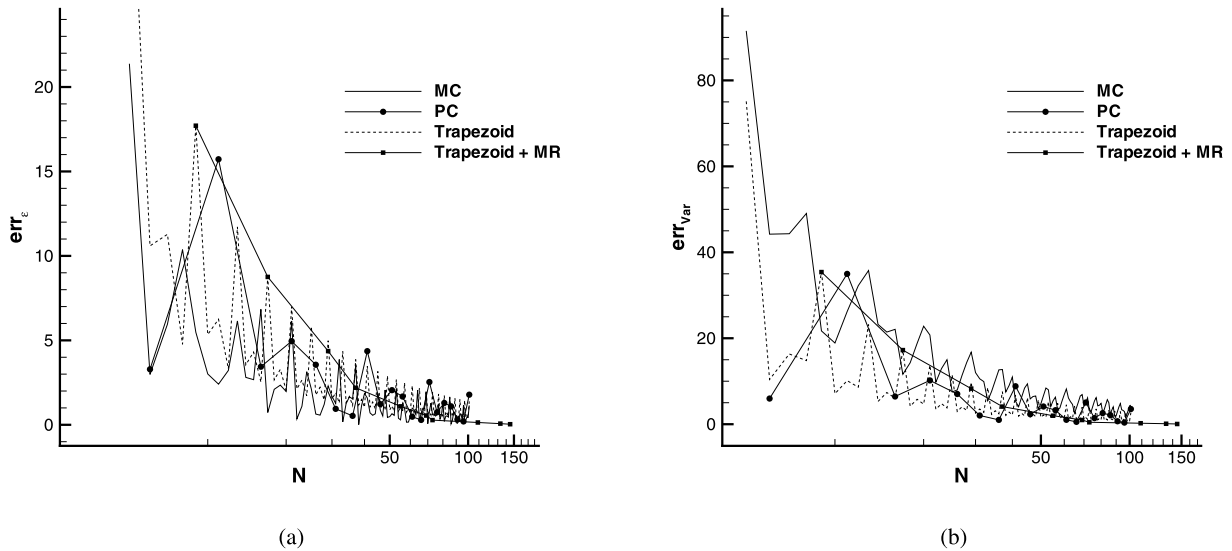 20
15
10
5
0
err_ε
MC
PC
Trapezoid
Trapezoid + MR
50
100
150
N
(a)
80
60
40
20
0
err_Var
MC
PC
Trapezoid
Trapezoid + MR
50
100
150
N
(b)